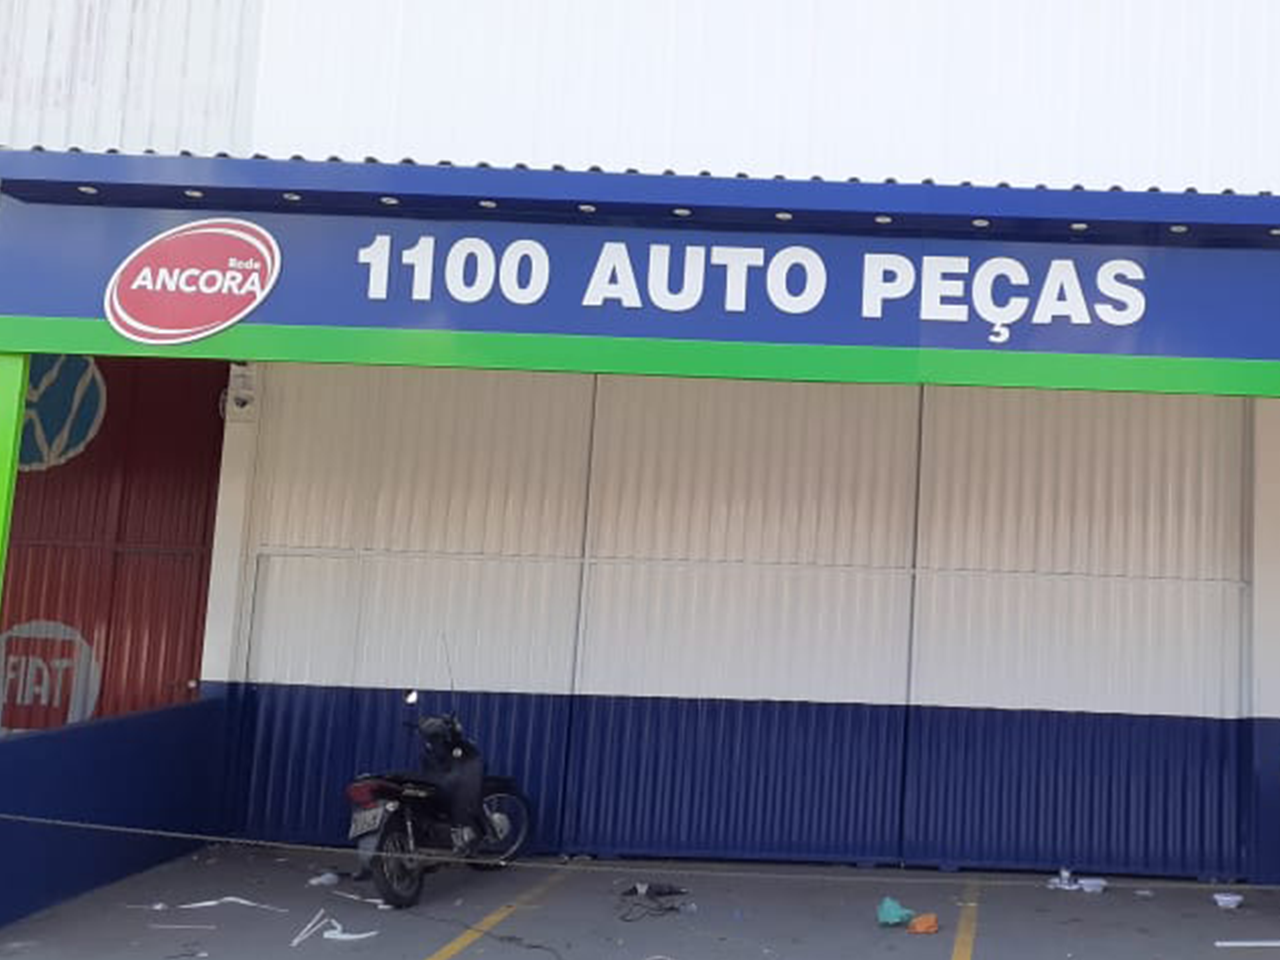 Rede
ANCORA
1100 AUTO PEÇAS
FIAT